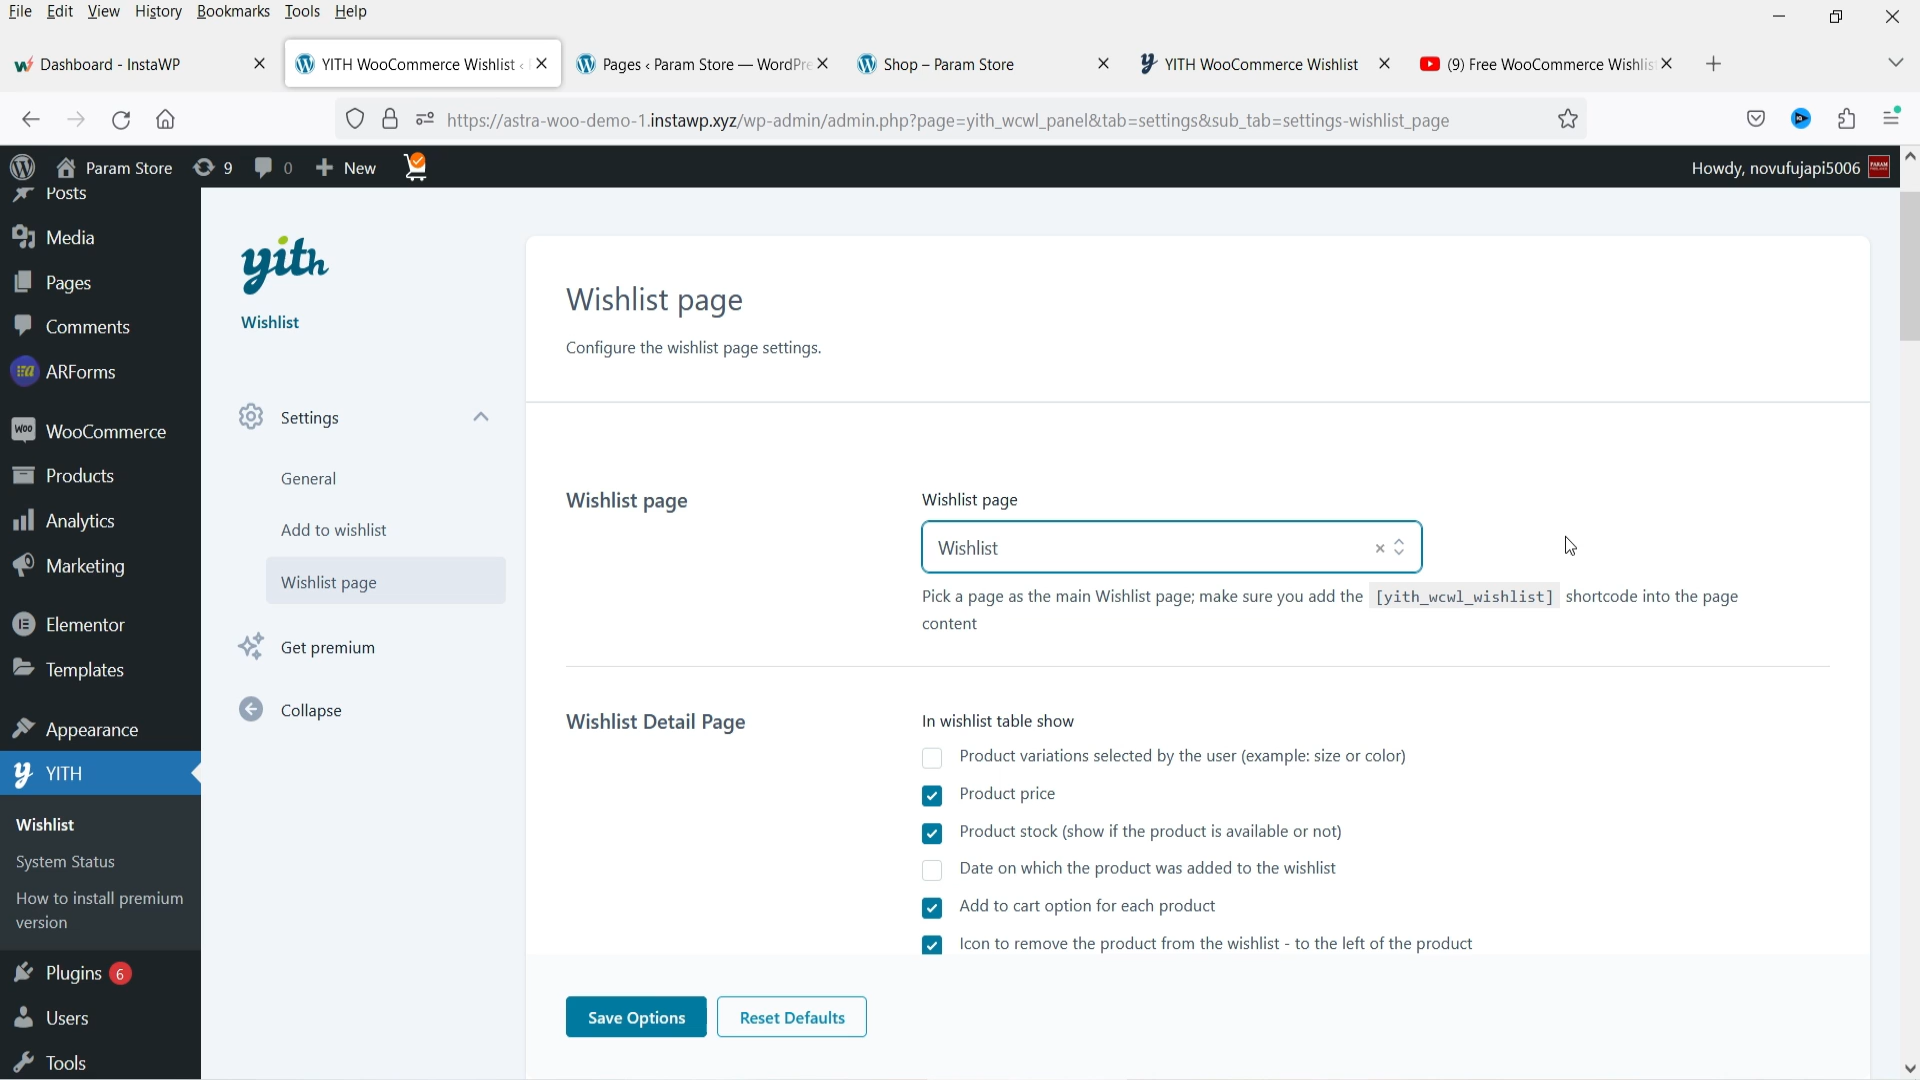 File Edit View History Bookmarks Tools Help
Dashboard - InstaWP
YITH WooCommerce Wishlist ‹
Pages ‹ Param Store — WordPre
Shop – Param Store
YITH WooCommerce Wishlist
(9) Free WooCommerce Wishlis
https://astra-woo-demo-1.instawp.xyz/wp-admin/admin.php?page=yith_wcwl_panel&tab=settings&sub_tab=settings-wishlist_page
Param Store 9 0 New
Howdy, novufujapi5006
Posts
Media
Pages
Comments
ARForms
WooCommerce
Products
Analytics
Marketing
Elementor
Templates
Appearance
YITH
Wishlist
System Status
How to install premium
version
Plugins 6
Users
Tools
yith
Wishlist
Settings
General
Add to wishlist
Wishlist page
Get premium
Collapse
Wishlist page
Configure the wishlist page settings.
Wishlist page
Wishlist page
Wishlist
Pick a page as the main Wishlist page; make sure you add the [yith_wcwl_wishlist] shortcode into the page
content
Wishlist Detail Page
In wishlist table show
Product variations selected by the user (example: size or color)
Product price
Product stock (show if the product is available or not)
Date on which the product was added to the wishlist
Add to cart option for each product
Icon to remove the product from the wishlist - to the left of the product
Save Options
Reset Defaults